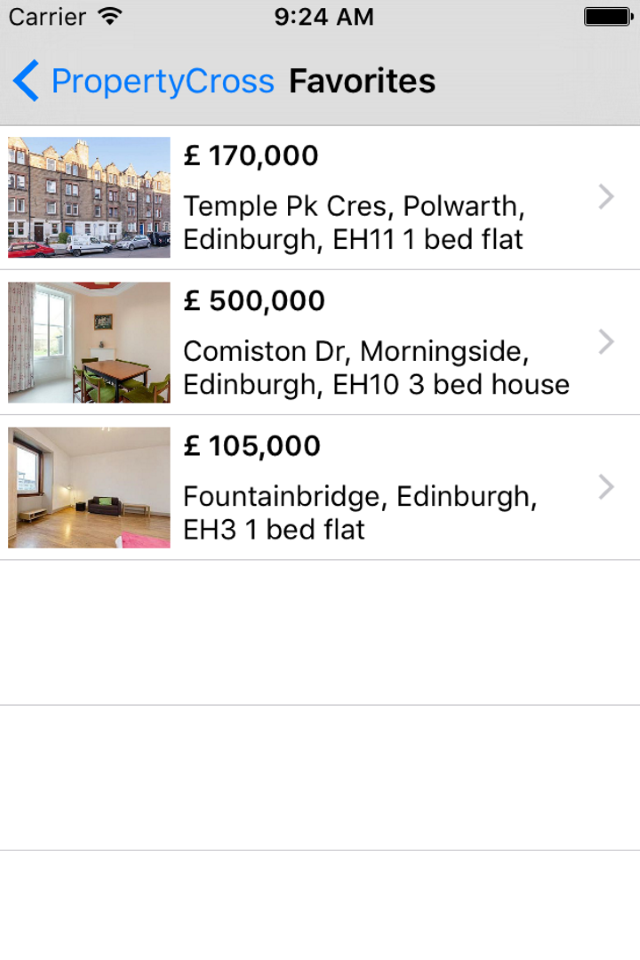 Carrier 9:24 AM
PropertyCross Favorites
£ 170,000
Temple Pk Cres, Polwarth,
Edinburgh, EH11 1 bed flat
£ 500,000
Comiston Dr, Morningside,
Edinburgh, EH10 3 bed house
£ 105,000
Fountainbridge, Edinburgh,
EH3 1 bed flat